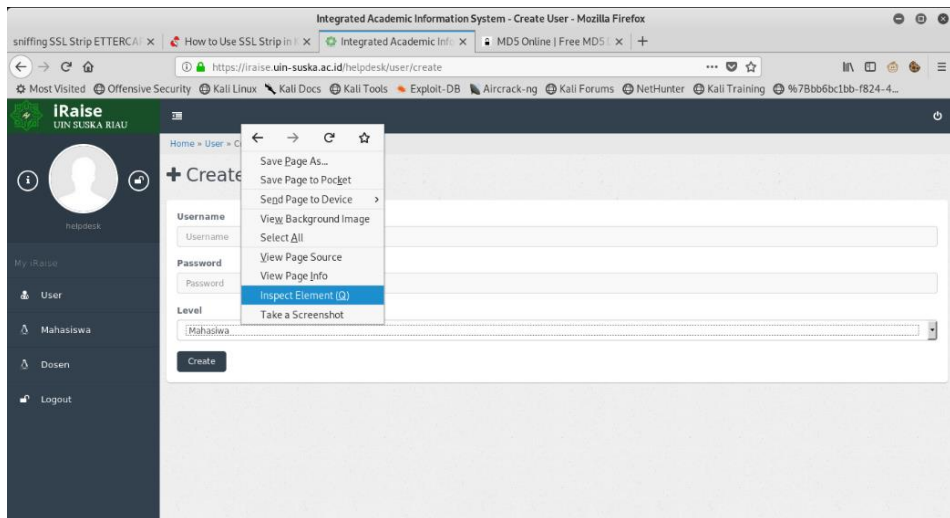 Integrated Academic Information System - Create User - Mozilla Firefox
sniffing SSL Strip ETTERCAP
How to Use SSL Strip in K
Integrated Academic Info
MD5 Online | Free MD5
https://iraise.uin-suska.ac.id/helpdesk/user/create
Most Visited Offensive Security Kali Linux Kali Docs Kali Tools Exploit-DB Aircrack-ng Kali Forums NetHunter Kali Training %7Bbb6bc1bb-f824-4...
iRaise
UIN SUSKA RIAU
helpdesk
My iRaise
User
Mahasiswa
Dosen
Logout
Home » User » C
Create
Username
Username
Password
Password
Level
Mahasiwa
Create
Save Page As...
Save Page to Pocket
Send Page to Device
View Background Image
Select All
View Page Source
View Page Info
Inspect Element (Q)
Take a Screenshot